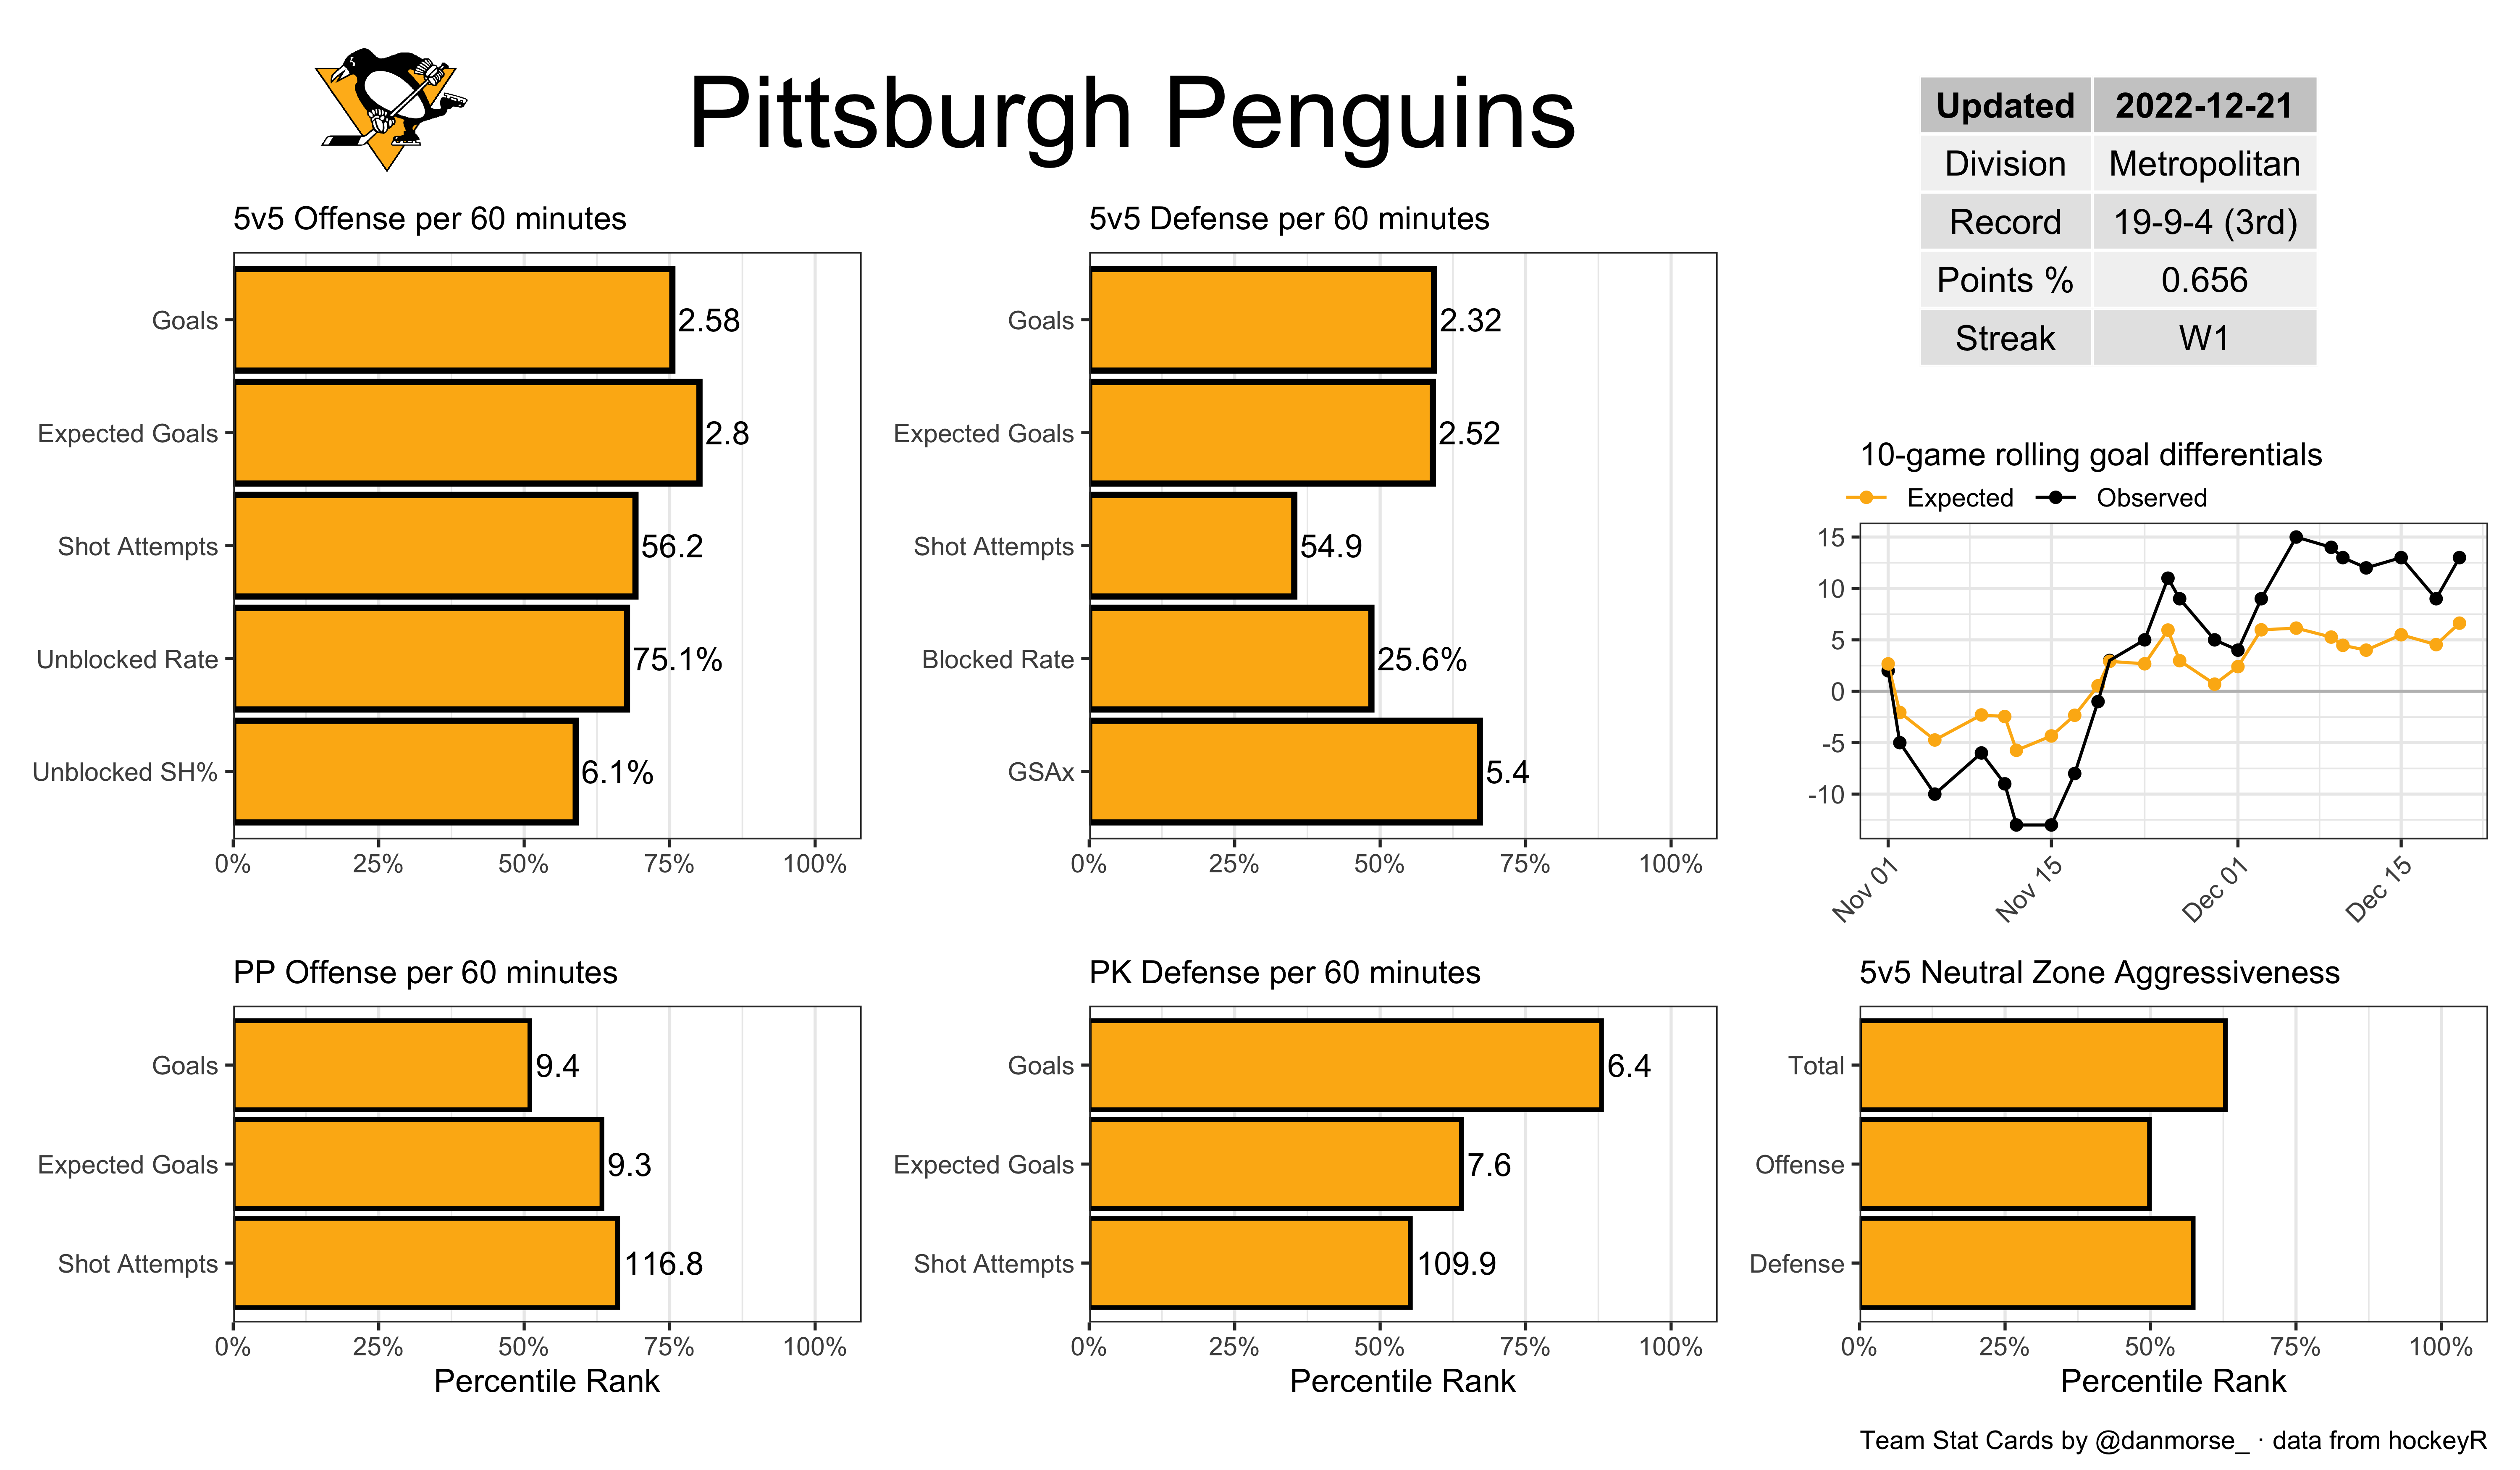 Pittsburgh Penguins
Updated 2022-12-21
Division Metropolitan
Record 19-9-4 (3rd)
Points % 0.656
Streak W1
5v5 Offense per 60 minutes
Goals 2.58
Expected Goals 2.8
Shot Attempts 56.2
Unblocked Rate 75.1%
Unblocked SH% 6.1%
0% 25% 50% 75% 100%
5v5 Defense per 60 minutes
Goals 2.32
Expected Goals 2.52
Shot Attempts 54.9
Blocked Rate 25.6%
GSAx 5.4
0% 25% 50% 75% 100%
10-game rolling goal differentials
Expected Observed
15
10
5
0
-5
-10
Nov 01 Nov 15 Dec 01 Dec 15
PP Offense per 60 minutes
Goals 9.4
Expected Goals 9.3
Shot Attempts 116.8
0% 25% 50% 75% 100%
Percentile Rank
PK Defense per 60 minutes
Goals 6.4
Expected Goals 7.6
Shot Attempts 109.9
0% 25% 50% 75% 100%
Percentile Rank
5v5 Neutral Zone Aggressiveness
Total
Offense
Defense
0% 25% 50% 75% 100%
Percentile Rank
Team Stat Cards by @danmorse_ · data from hockeyR